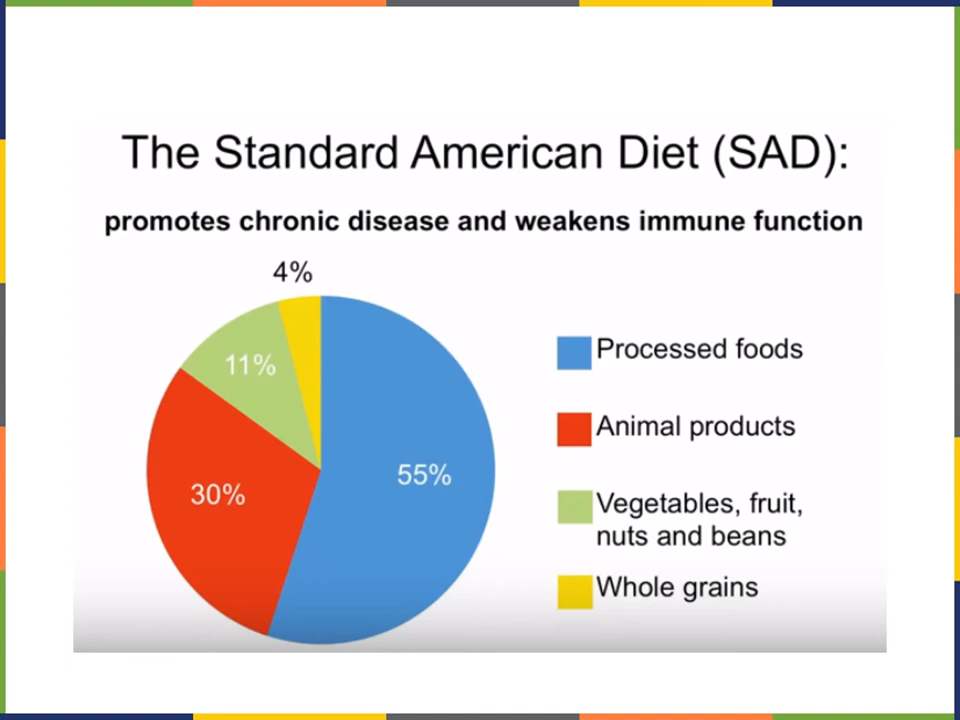 The Standard American Diet (SAD):
promotes chronic disease and weakens immune function
4%
11%
30%
55%
Processed foods
Animal products
Vegetables, fruit,
nuts and beans
Whole grains